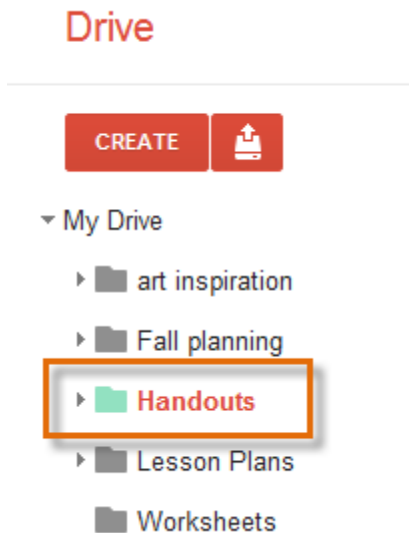 Drive
CREATE
My Drive
art inspiration
Fall planning
Handouts
Lesson Plans
Worksheets